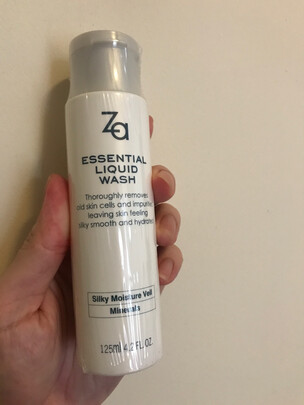 Za
ESSENTIAL
LIQUID
WASH
Thoroughly removes
skin cells and
leaving skin feeling
silky smooth and
Silky Moisture Veil
Minerals
125ml 4.2 FL. OZ.